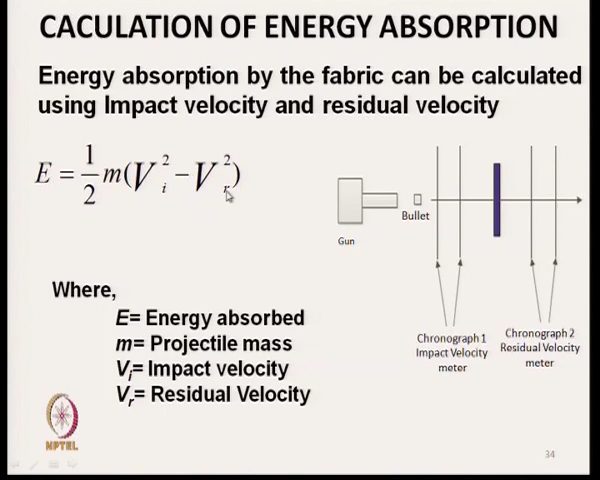 CACULATION OF ENERGY ABSORPTION
Energy absorption by the fabric can be calculated
using Impact velocity and residual velocity
E = 1/2 m(V_i^2 - V_r^2)
Gun
Bullet
Chronograph 1
Impact Velocity
meter
Chronograph 2
Residual Velocity
meter
Where,
E= Energy absorbed
m= Projectile mass
V_i= Impact velocity
V_r= Residual Velocity
NPTEL
34